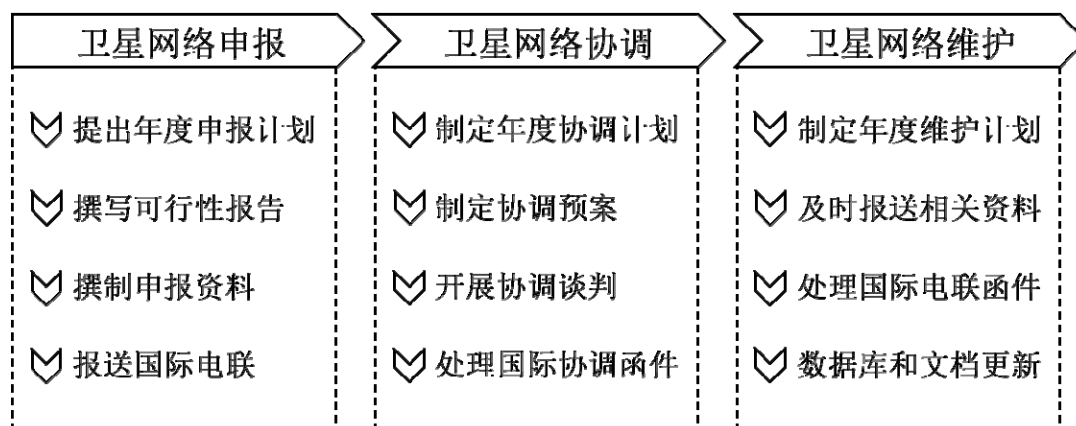 卫星网络申报
卫星网络协调
卫星网络维护
提出年度申报计划
撰写可行性报告
撰制申报资料
报送国际电联
制定年度协调计划
制定协调预案
开展协调谈判
处理国际协调函件
制定年度维护计划
及时报送相关资料
处理国际电联函件
数据库和文档更新